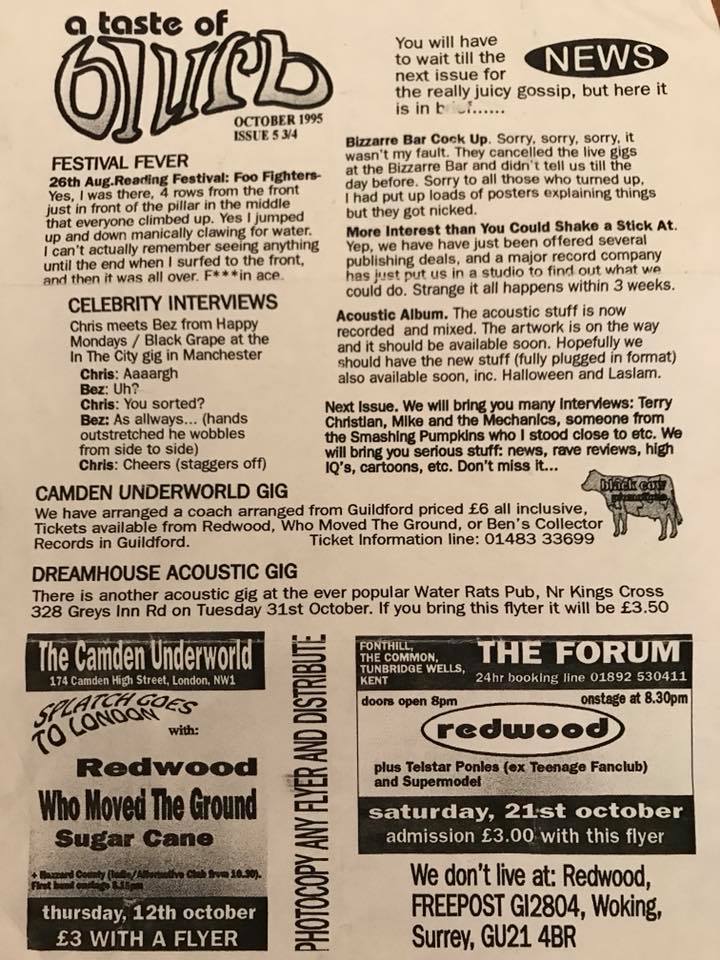 a taste of
blurb
OCTOBER 1995
ISSUE 5 3/4
You will have
to wait till the
next issue for
the really juicy gossip, but here it
is in
NEWS
FESTIVAL FEVER
26th Aug.Reading Festival: Foo Fighters-
Yes, I was there, 4 rows from the front
just in front of the pillar in the middle
that everyone climbed up. Yes I jumped
up and down manically clawing for water.
I can't actually remember seeing anything
until the end when I surfed to the front,
and then it was all over. F***in ace.
CELEBRITY INTERVIEWS
Chris meets Bez from Happy
Mondays / Black Grape at the
In The City gig in Manchester
Chris: Aaaargh
Bez: Uh?
Chris: You sorted?
Bez: As allways... (hands
outstretched he wobbles
from side to side)
Chris: Cheers (staggers off)
Bizzarre Bar Cock Up. Sorry, sorry, sorry, it
wasn't my fault. They cancelled the live gigs
at the Bizzarre Bar and didn't tell us till the
day before. Sorry to all those who turned up,
I had put up loads of posters explaining things
but they got nicked.
More Interest than You Could Shake a Stick At.
Yep, we have have just been offered several
publishing deals, and a major record company
has just put us in a studio to find out what we
could do. Strange it all happens within 3 weeks.
Acoustic Album. The acoustic stuff is now
recorded and mixed. The artwork is on the way
and it should be available soon. Hopefully we
should have the new stuff (fully plugged in format)
also available soon, inc. Halloween and Laslam.
Next Issue. We will bring you many Interviews: Terry
Christian, Mike and the Mechanics, someone from
the Smashing Pumpkins who I stood close to etc. We
will bring you serious stuff: news, rave reviews, high
IQ's, cartoons, etc. Don't miss it...
black cow
promotions
CAMDEN UNDERWORLD GIG
We have arranged a coach arranged from Guildford priced £6 all inclusive,
Tickets available from Redwood, Who Moved The Ground, or Ben's Collector
Records in Guildford. Ticket Information line: 01483 33699
DREAMHOUSE ACOUSTIC GIG
There is another acoustic gig at the ever popular Water Rats Pub, Nr Kings Cross
328 Greys Inn Rd on Tuesday 31st October. If you bring this flyter it will be £3.50
The Camden Underworld
174 Camden High Street, London, NW1
SPLATCH GOES
TO LONDON
with:
Redwood
Who Moved The Ground
Sugar Cane
+ Hazzard County (Indie/Alternative Club from 10.30).
First band onstage 8.15pm
thursday, 12th october
£3 WITH A FLYER
PHOTOCOPY ANY FLYER AND DISTRIBUTE
FONTHILL,
THE COMMON,
TUNBRIDGE WELLS,
KENT
THE FORUM
24hr booking line 01892 530411
doors open 8pm
onstage at 8.30pm
redwood
plus Telstar Ponies (ex Teenage Fanclub)
and Supermodel
saturday, 21st october
admission £3.00 with this flyer
We don't live at: Redwood,
FREEPOST GI2804, Woking,
Surrey, GU21 4BR